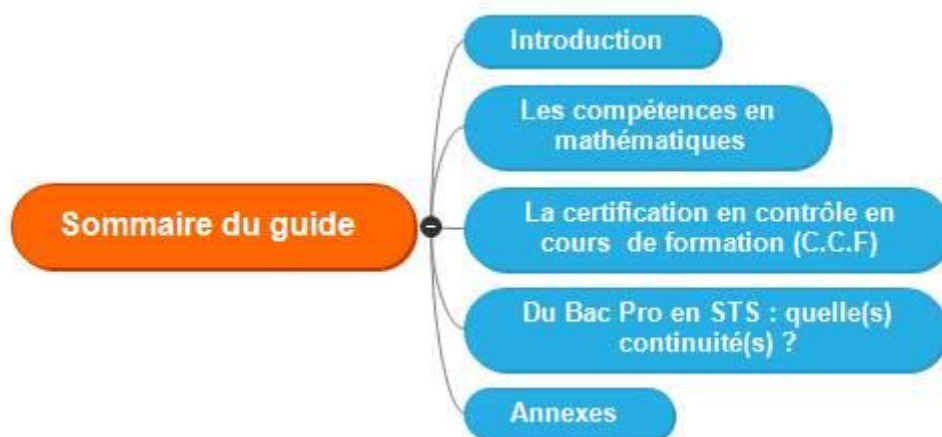 Introduction
Les compétences en
mathématiques
Sommaire du guide
La certification en contrôle en
cours de formation (C.C.F)
Du Bac Pro en STS : quelle(s)
continuité(s) ?
Annexes